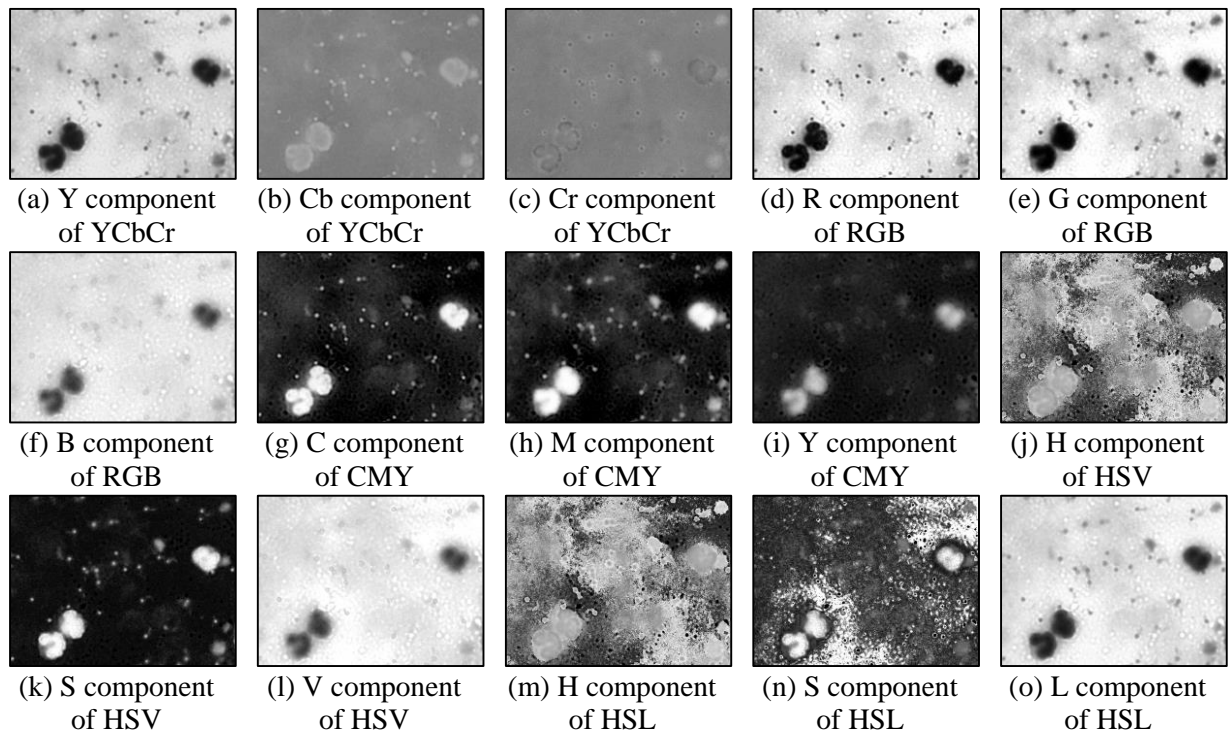 (a) Y component
of YCbCr
(b) Cb component
of YCbCr
(c) Cr component
of YCbCr
(d) R component
of RGB
(e) G component
of RGB
(f) B component
of RGB
(g) C component
of CMY
(h) M component
of CMY
(i) Y component
of CMY
(j) H component
of HSV
(k) S component
of HSV
(l) V component
of HSV
(m) H component
of HSL
(n) S component
of HSL
(o) L component
of HSL